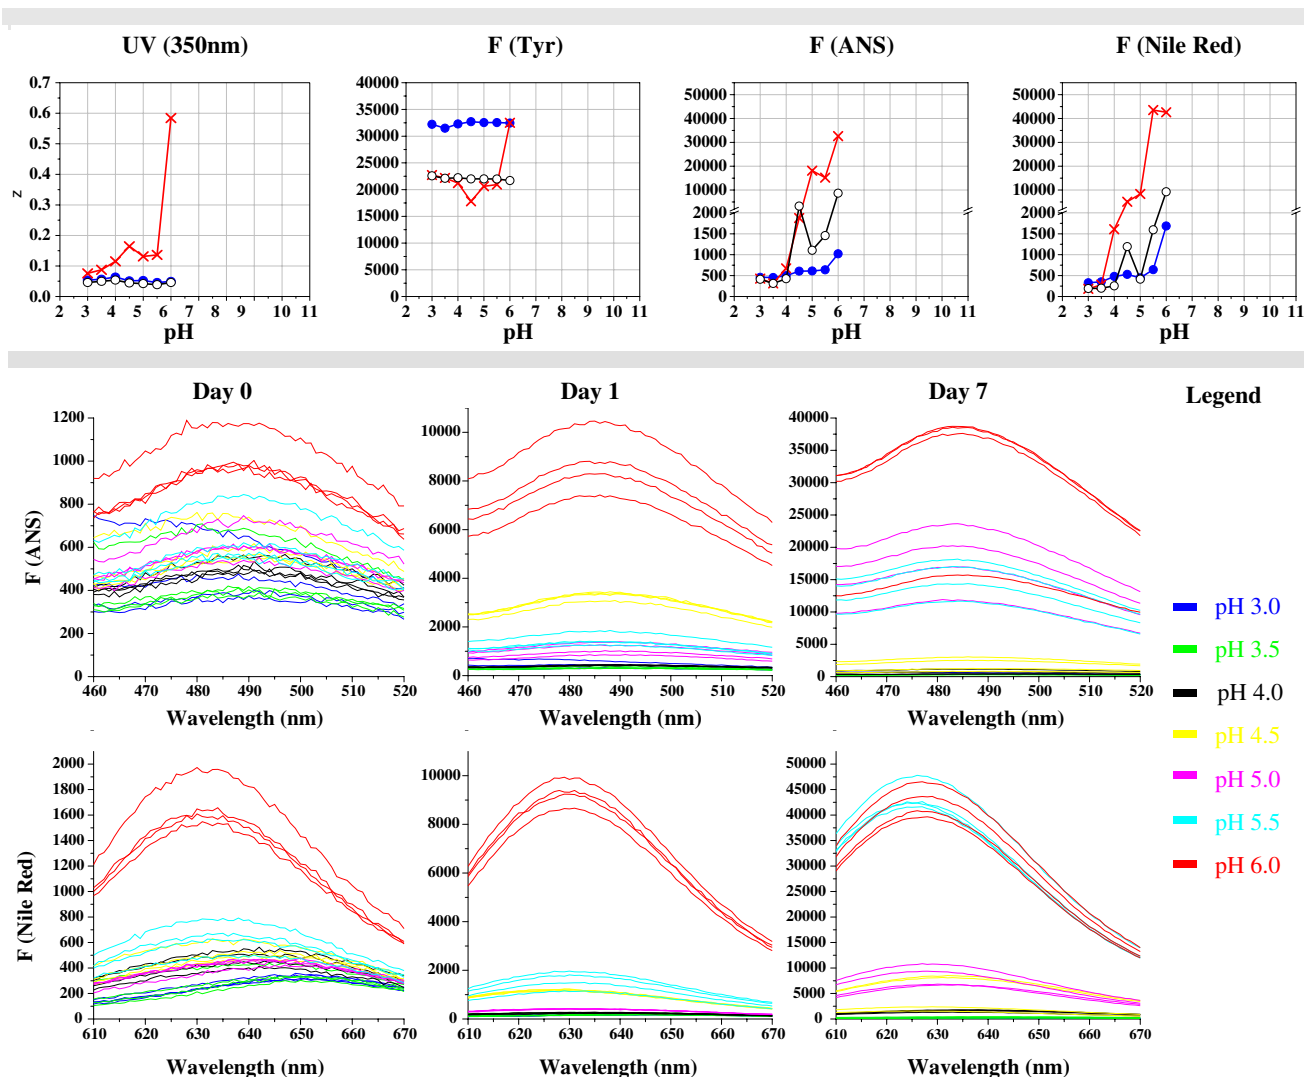 UV (350nm) F (Tyr) F (ANS) F (Nile Red)
0.7
0.6
0.5
0.4
0.3
0.2
0.1
0.0
z
2 3 4 5 6 7 8 9 10 11
pH
40000
35000
30000
25000
20000
15000
10000
5000
0
2 3 4 5 6 7 8 9 10 11
pH
50000
40000
30000
20000
10000
2000
1500
1000
500
0
2 3 4 5 6 7 8 9 10 11
pH
50000
40000
30000
20000
10000
2000
1500
1000
500
0
2 3 4 5 6 7 8 9 10 11
pH
Day 0 Day 1 Day 7 Legend
F (ANS)
1200
1000
800
600
400
200
0
460 470 480 490 500 510 520
Wavelength (nm)
10000
8000
6000
4000
2000
0
460 470 480 490 500 510 520
Wavelength (nm)
40000
35000
30000
25000
20000
15000
10000
5000
0
460 470 480 490 500 510 520
Wavelength (nm)
pH 3.0
pH 3.5
pH 4.0
pH 4.5
pH 5.0
pH 5.5
pH 6.0
F (Nile Red)
2000
1800
1600
1400
1200
1000
800
600
400
200
0
610 620 630 640 650 660 670
Wavelength (nm)
10000
8000
6000
4000
2000
0
610 620 630 640 650 660 670
Wavelength (nm)
50000
45000
40000
35000
30000
25000
20000
15000
10000
5000
0
610 620 630 640 650 660 670
Wavelength (nm)